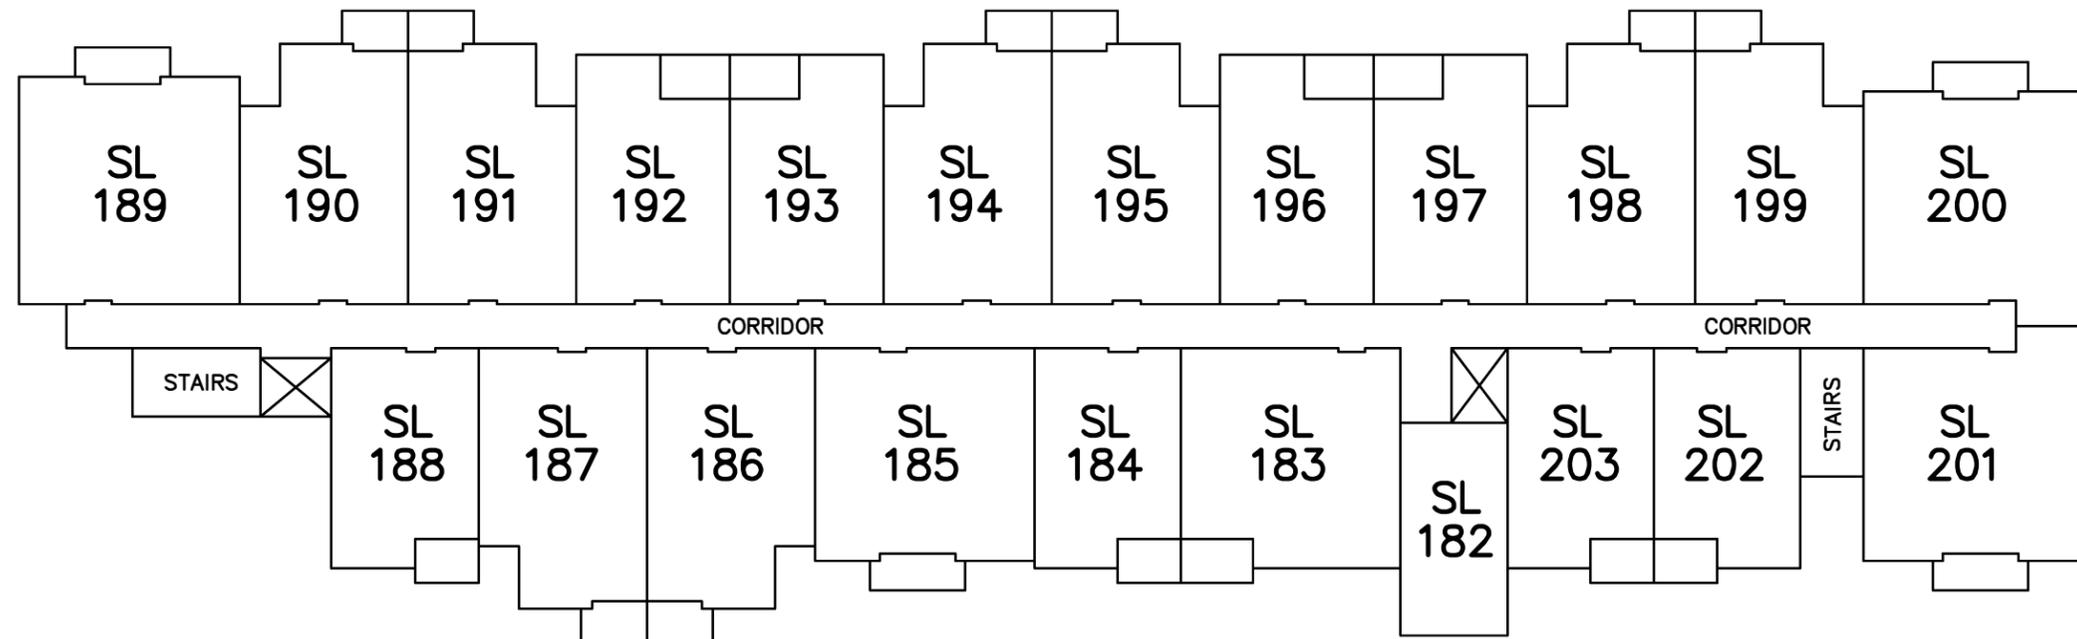 SL
189
SL
190
SL
191
SL
192
SL
193
SL
194
SL
195
SL
196
SL
197
SL
198
SL
199
SL
200
CORRIDOR
CORRIDOR
STAIRS
SL
188
SL
187
SL
186
SL
185
SL
184
SL
183
SL
182
SL
203
SL
202
STAIRS
SL
201